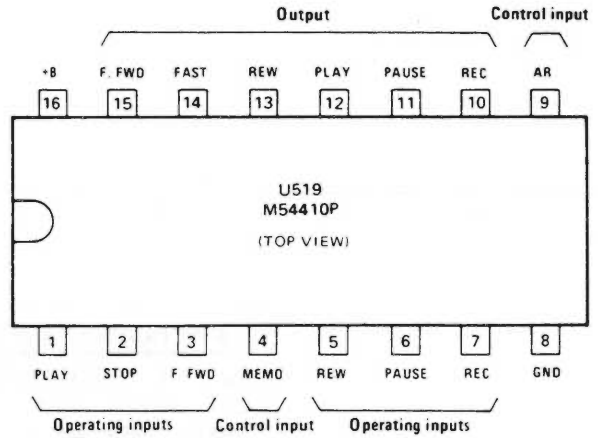 Output Control input
+B F. FWD FAST REW PLAY PAUSE REC AR
16 15 14 13 12 11 10 9
U519
M54410P
(TOP VIEW)
1 2 3 4 5 6 7 8
PLAY STOP F FWD MEMO REW PAUSE REC GND
Operating inputs Control input Operating inputs